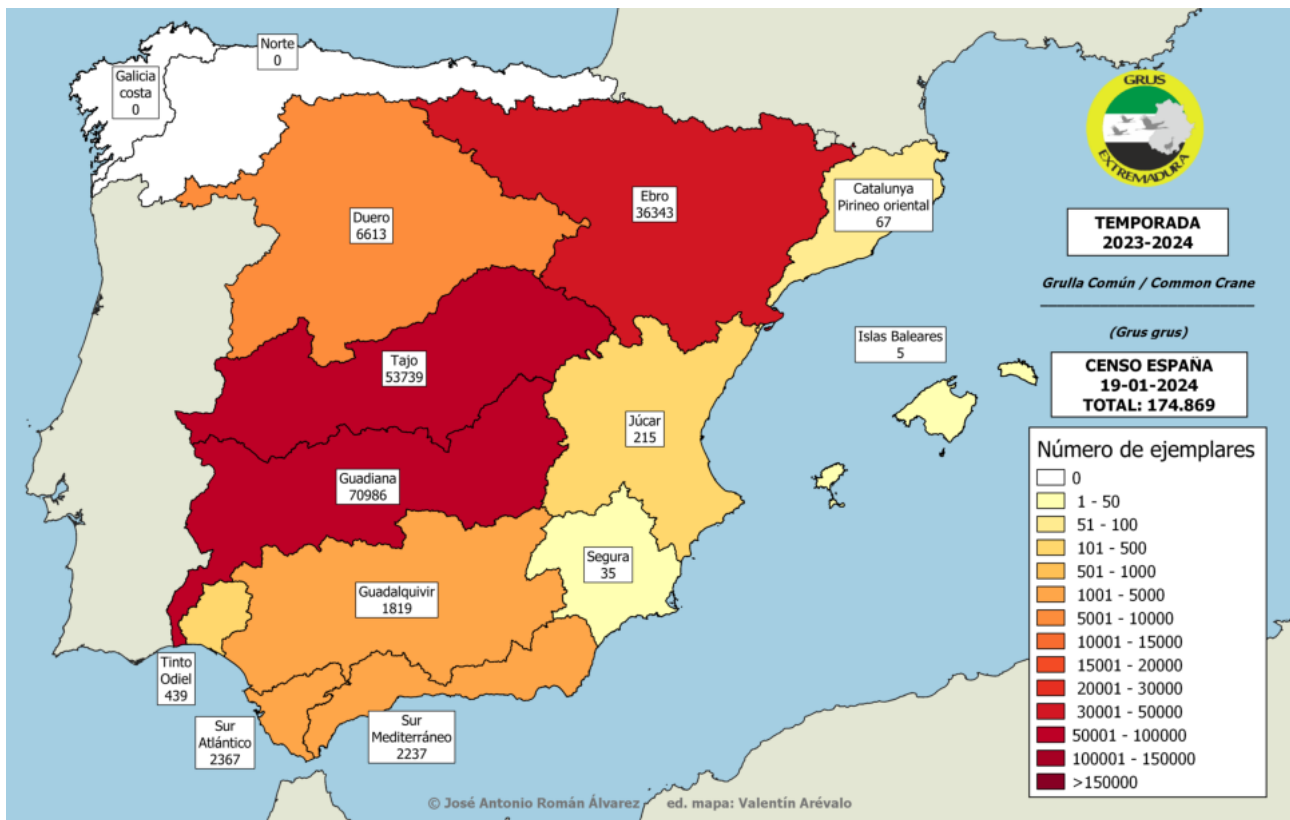 Norte
0
Galicia
costa
0
Duero
6613
Ebro
36343
Catalunya
Pirineo oriental
67
Tajo
53739
Islas Baleares
5
Júcar
215
Guadiana
70986
Segura
35
Guadalquivir
1819
Tinto
Odiel
439
Sur
Atlántico
2367
Sur
Mediterráneo
2237
GRUS
EXTREMADURA
TEMPORADA
2023-2024
Grulla Común / Common Crane
(Grus grus)
CENSO ESPAÑA
19-01-2024
TOTAL: 174.869
Número de ejemplares
0
1 - 50
51 - 100
101 - 500
501 - 1000
1001 - 5000
5001 - 10000
10001 - 15000
15001 - 20000
20001 - 30000
30001 - 50000
50001 - 100000
100001 - 150000
>150000
© José Antonio Román Álvarez ed. mapa: Valentín Arévalo